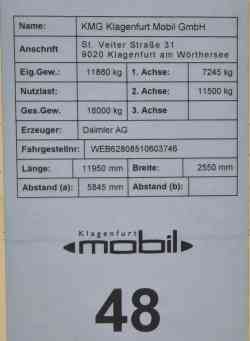 Name: KMG Klagenfurt Mobil GmbH
Anschrift St. Veiter Straße 31
9020 Klagenfurt am Wörthersee
Eig.Gew.: 11880 kg 1. Achse: 7245 kg
Nutzlast: 2. Achse: 11500 kg
Ges.Gew. 18000 kg 3. Achse
Erzeuger: Daimler AG
Fahrgestellnr: WEB62808510603746
Länge: 11950 mm Breite: 2550 mm
Abstand (a): 5845 mm Abstand (b):
Klagenfurt
mobil
48